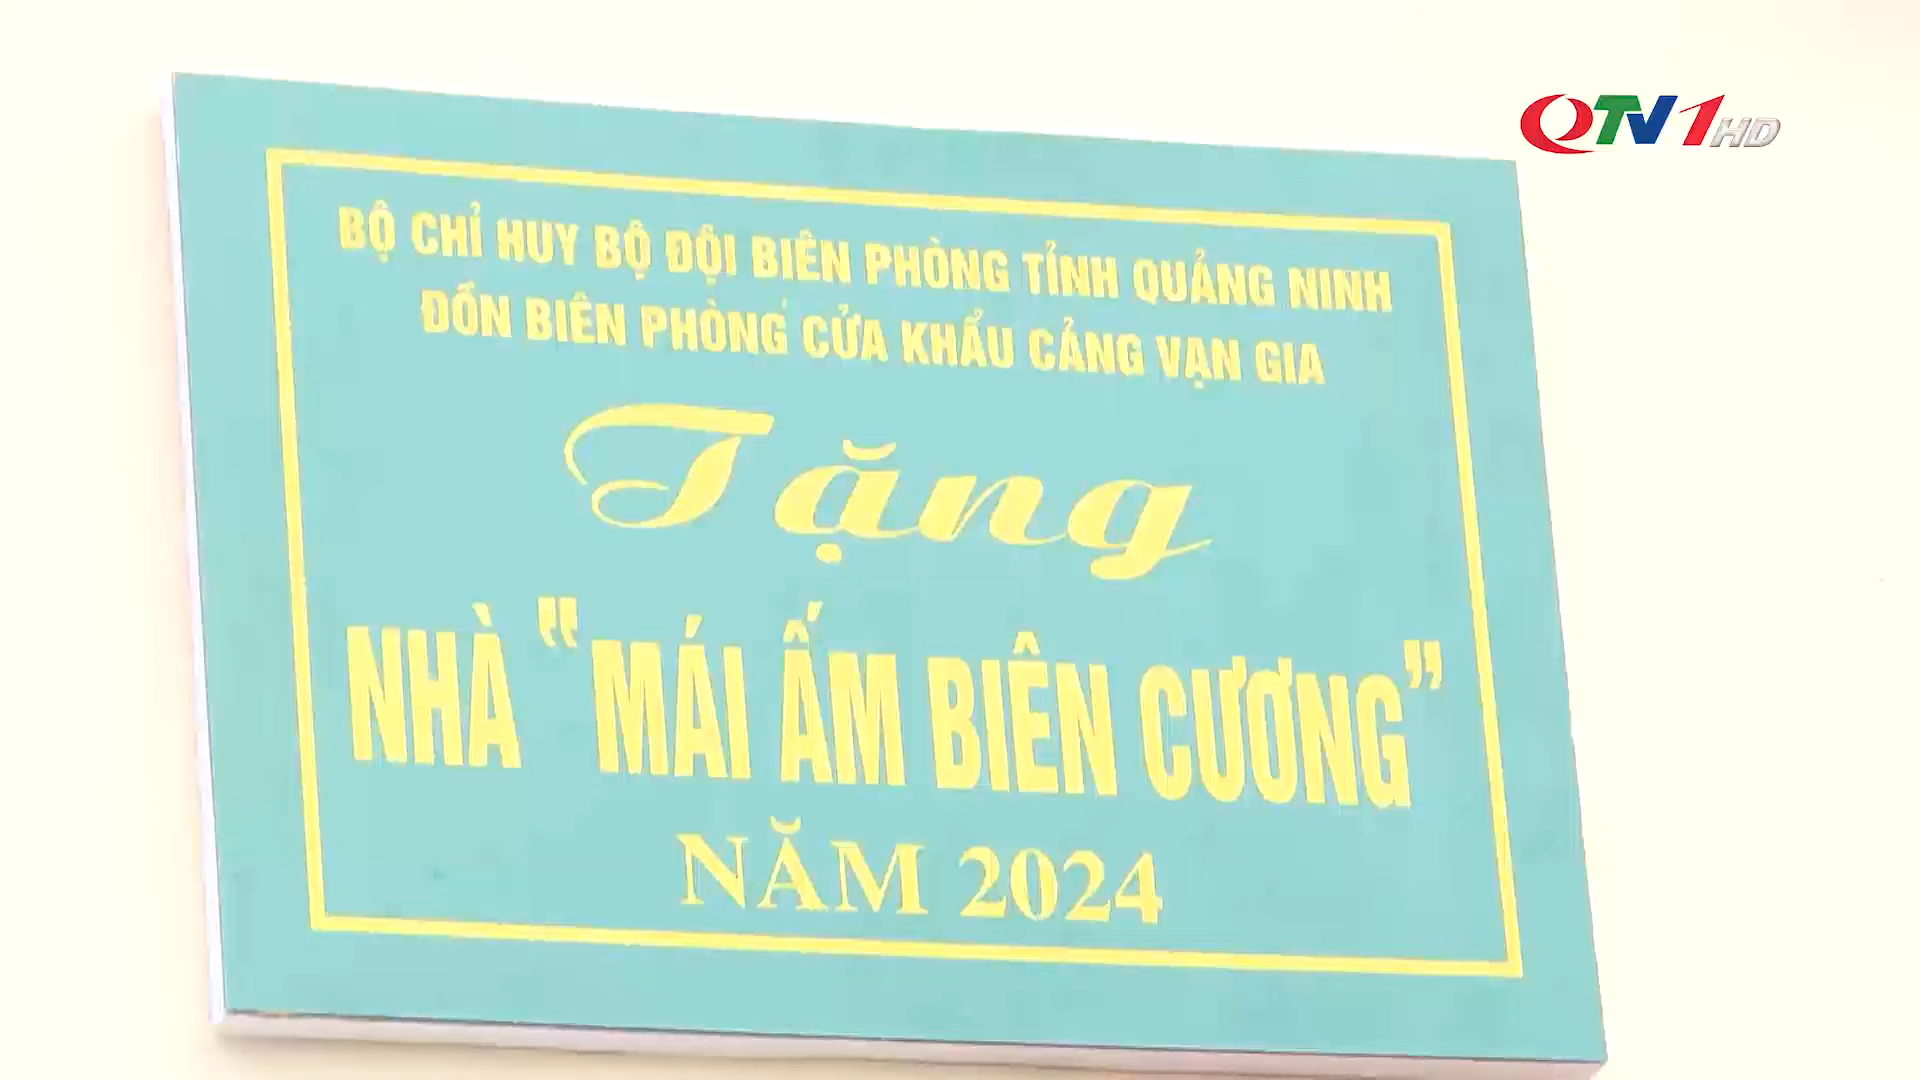 QTV1HD
BỘ CHỈ HUY BỘ ĐỘI BIÊN PHÒNG TỈNH QUẢNG NINH
ĐỒN BIÊN PHÒNG CỬA KHẨU CẢNG VẠN GIA
Tặng
NHÀ "MÁI ẤM BIÊN CƯƠNG"
NĂM 2024